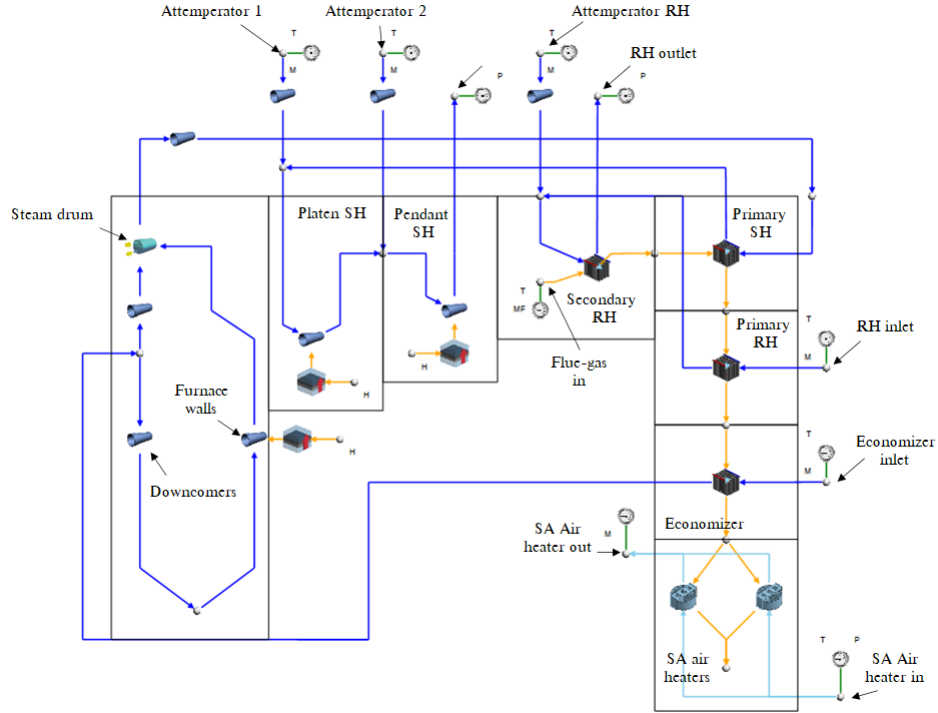 Attemperator 1
Attemperator 2
Attemperator RH
T
T
T
RH outlet
M
M
P
M
P
Steam drum
Platen SH
Pendant
SH
Primary
SH
T
MF
Secondary
RH
T
Primary
RH
RH inlet
M
Flue-gas
in
H
H
Furnace
walls
T
Economizer
inlet
H
M
Downcomers
SA Air
heater out
M
Economizer
T
P
SA air
heaters
SA Air
heater in